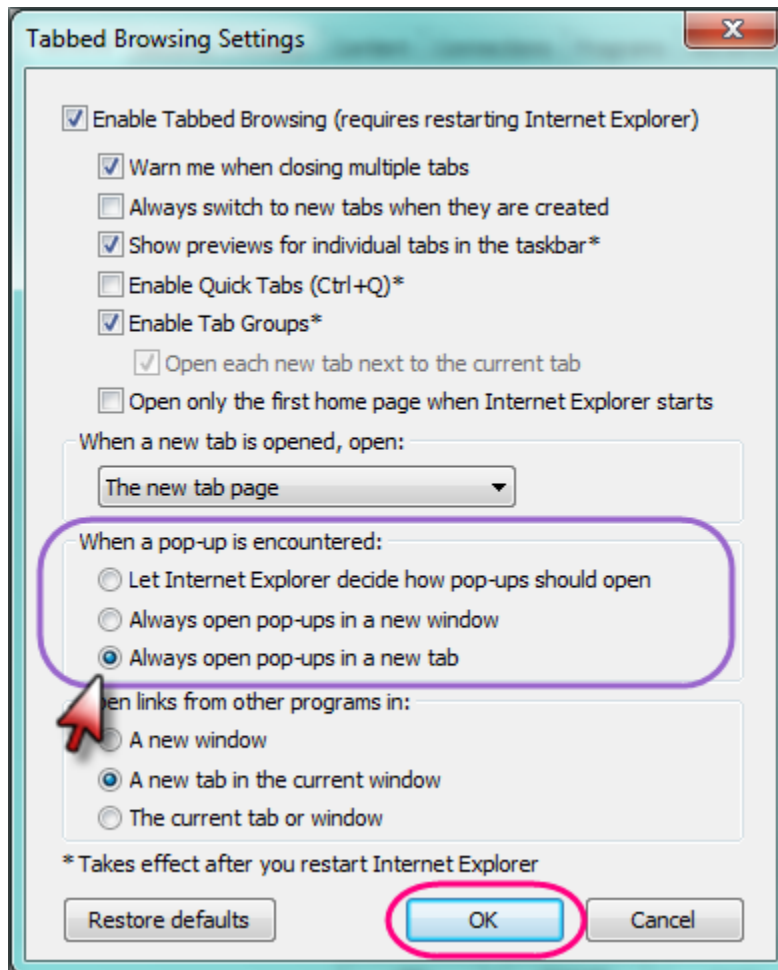 Tabbed Browsing Settings
Enable Tabbed Browsing (requires restarting Internet Explorer)
Warn me when closing multiple tabs
Always switch to new tabs when they are created
Show previews for individual tabs in the taskbar*
Enable Quick Tabs (Ctrl+Q)*
Enable Tab Groups*
Open each new tab next to the current tab
Open only the first home page when Internet Explorer starts
When a new tab is opened, open:
The new tab page
When a pop-up is encountered:
Let Internet Explorer decide how pop-ups should open
Always open pop-ups in a new window
Always open pop-ups in a new tab
links from other programs in:
A new window
A new tab in the current window
The current tab or window
* Takes effect after you restart Internet Explorer
Restore defaults
OK
Cancel